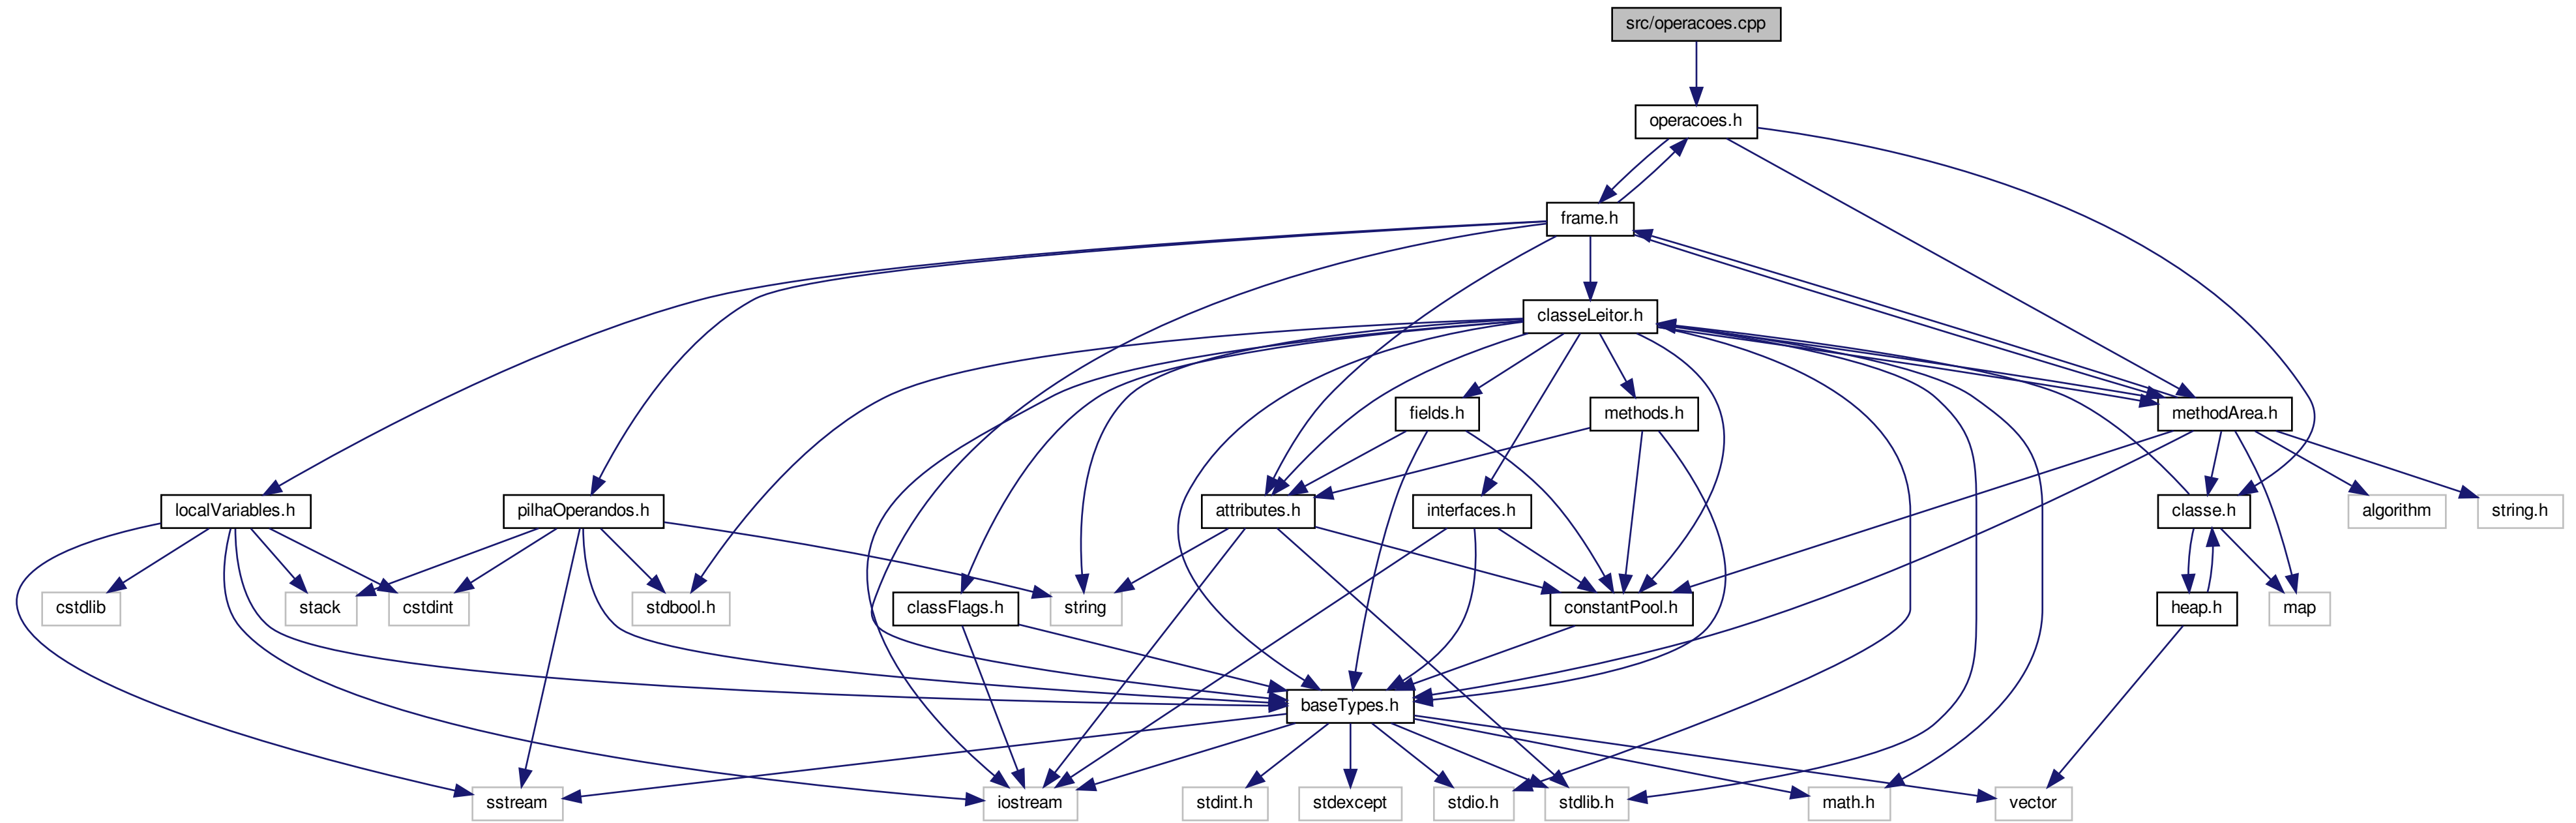 src/operacoes.cpp
operacoes.h
frame.h
classeLeitor.h
fields.h
methods.h
methodArea.h
localVariables.h
pilhaOperandos.h
attributes.h
interfaces.h
classe.h
algorithm
string.h
cstdlib
stack
cstdint
stdbool.h
classFlags.h
string
constantPool.h
heap.h
map
baseTypes.h
sstream
iostream
stdint.h
stdexcept
stdio.h
stdlib.h
math.h
vector